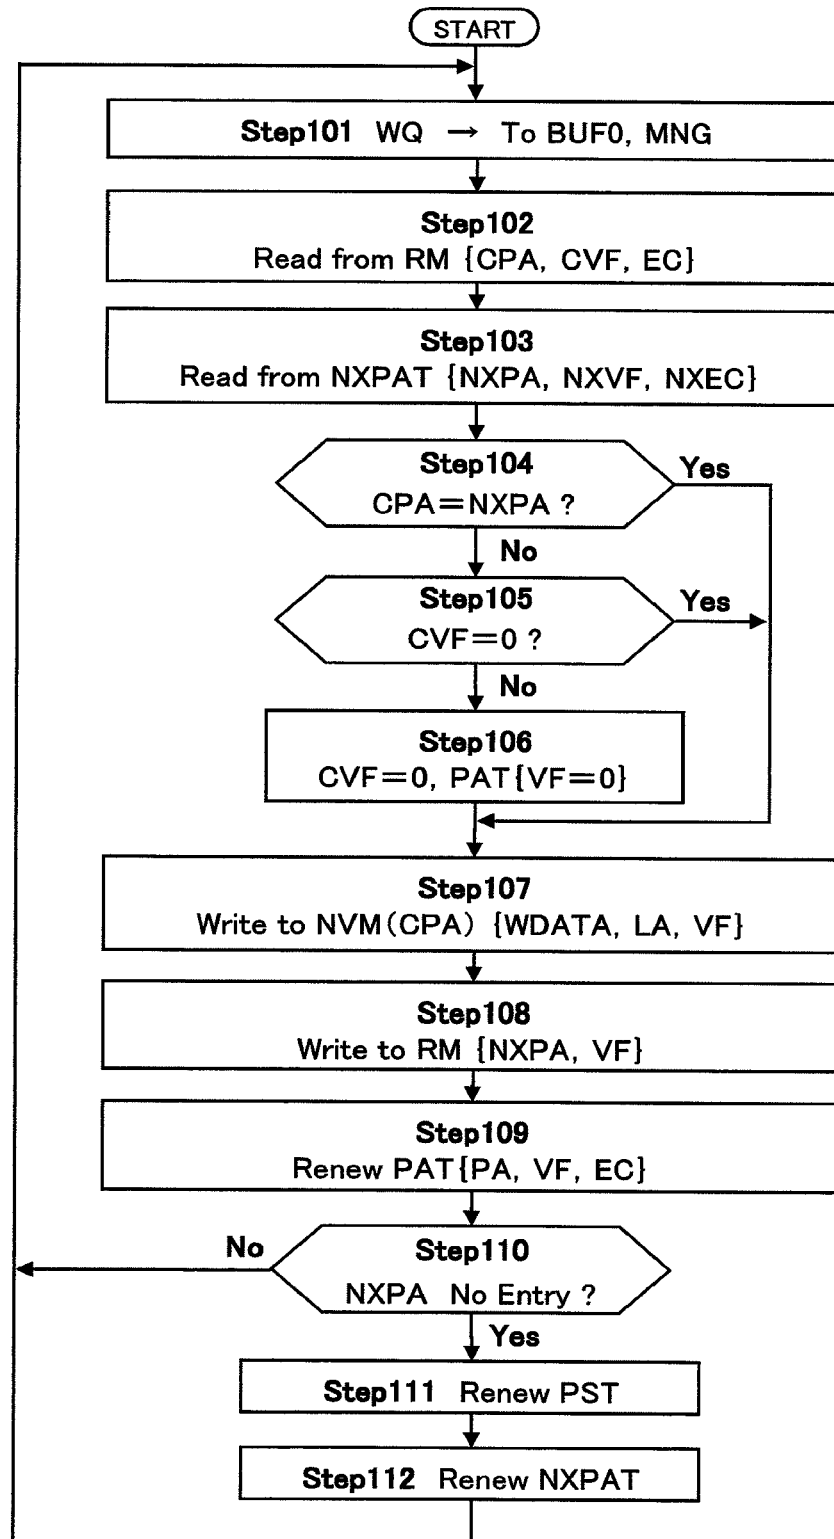 START
Step101 WQ → To BUF0, MNG
Step102
Read from RM {CPA, CVF, EC}
Step103
Read from NXPAT {NXPA, NXVF, NXEC}
Step104
CPA=NXPA ?
Yes
No
Step105
CVF=0 ?
Yes
No
Step106
CVF=0, PAT{VF=0}
Step107
Write to NVM(CPA) {WDATA, LA, VF}
Step108
Write to RM {NXPA, VF}
Step109
Renew PAT{PA, VF, EC}
No
Step110
NXPA No Entry ?
Yes
Step111 Renew PST
Step112 Renew NXPAT